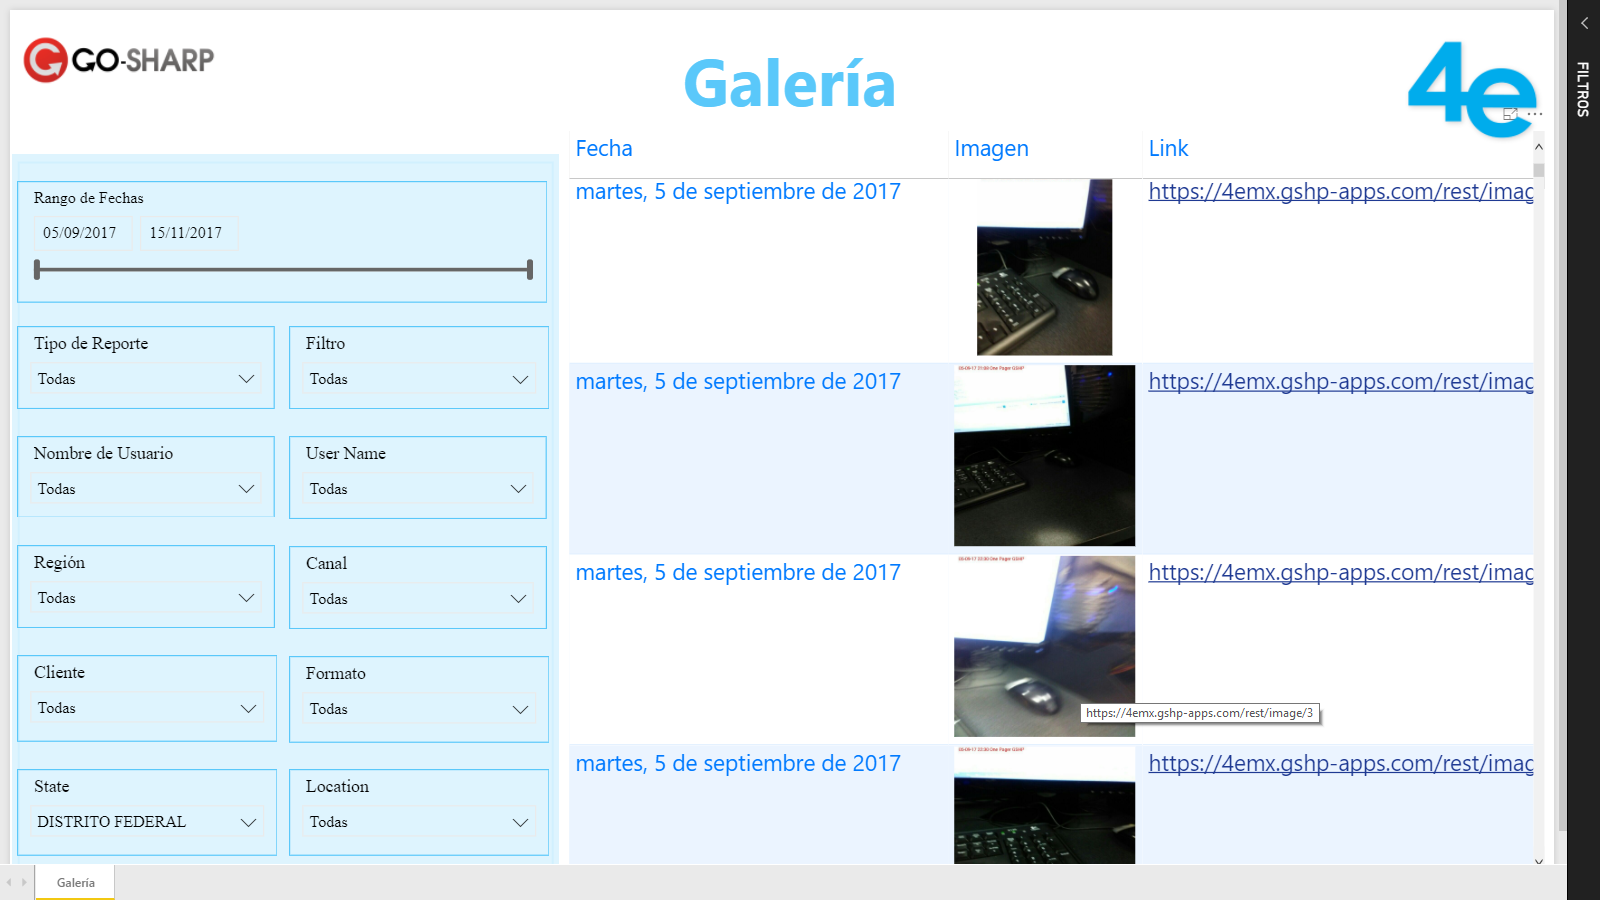 GO-SHARP
Galería
4e
FILTROS
Rango de Fechas
05/09/2017 15/11/2017
Tipo de Reporte
Todas
Filtro
Todas
Nombre de Usuario
Todas
User Name
Todas
Región
Todas
Canal
Todas
Cliente
Todas
Formato
Todas
State
DISTRITO FEDERAL
Location
Todas
Fecha Imagen Link
martes, 5 de septiembre de 2017 https://4emx.gshp-apps.com/rest/imag
martes, 5 de septiembre de 2017 https://4emx.gshp-apps.com/rest/imag
martes, 5 de septiembre de 2017 https://4emx.gshp-apps.com/rest/imag
https://4emx.gshp-apps.com/rest/image/3
martes, 5 de septiembre de 2017 https://4emx.gshp-apps.com/rest/imag
Galería